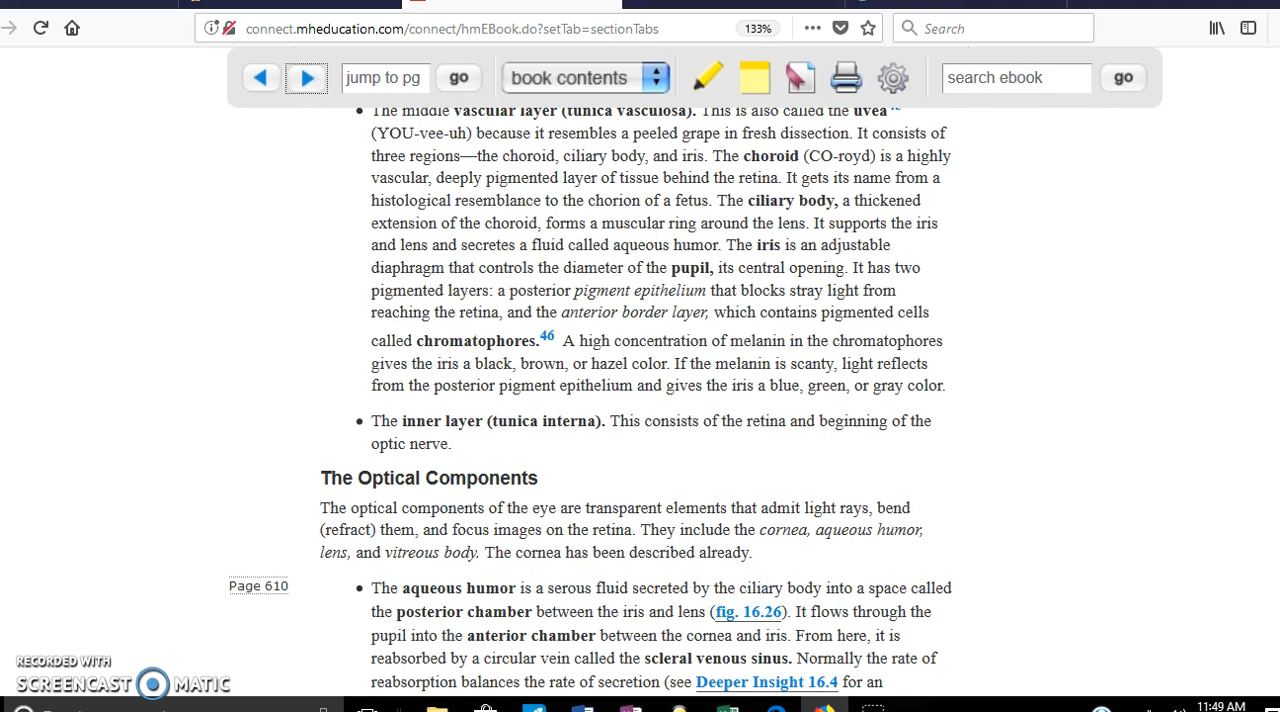 connect.mheducation.com/connect/hmEBook.do?setTab=sectionTabs 133% Search
jump to pg go book contents search ebook go
• The middle vascular layer (tunica vasculosa). This is also called the uvea
(YOU-vee-uh) because it resembles a peeled grape in fresh dissection. It consists of
three regions—the choroid, ciliary body, and iris. The choroid (CO-royd) is a highly
vascular, deeply pigmented layer of tissue behind the retina. It gets its name from a
histological resemblance to the chorion of a fetus. The ciliary body, a thickened
extension of the choroid, forms a muscular ring around the lens. It supports the iris
and lens and secretes a fluid called aqueous humor. The iris is an adjustable
diaphragm that controls the diameter of the pupil, its central opening. It has two
pigmented layers: a posterior pigment epithelium that blocks stray light from
reaching the retina, and the anterior border layer, which contains pigmented cells
called chromatophores.46 A high concentration of melanin in the chromatophores
gives the iris a black, brown, or hazel color. If the melanin is scanty, light reflects
from the posterior pigment epithelium and gives the iris a blue, green, or gray color.
• The inner layer (tunica interna). This consists of the retina and beginning of the
optic nerve.
The Optical Components
The optical components of the eye are transparent elements that admit light rays, bend
(refract) them, and focus images on the retina. They include the cornea, aqueous humor,
lens, and vitreous body. The cornea has been described already.
Page 610
• The aqueous humor is a serous fluid secreted by the ciliary body into a space called
the posterior chamber between the iris and lens (fig. 16.26). It flows through the
pupil into the anterior chamber between the cornea and iris. From here, it is
reabsorbed by a circular vein called the scleral venous sinus. Normally the rate of
reabsorption balances the rate of secretion (see Deeper Insight 16.4 for an
RECORDED WITH
SCREENCAST MATIC
11:49 AM